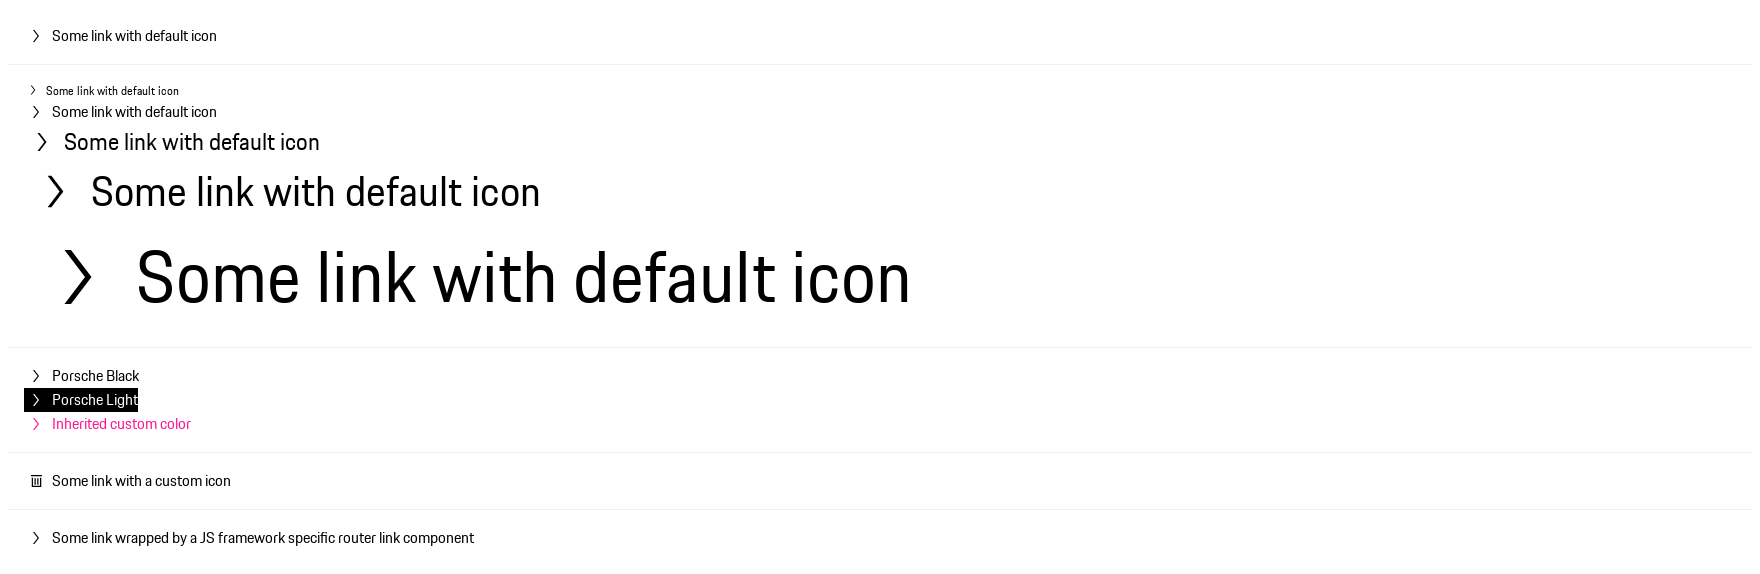 Some link with default icon
Some link with default icon
Some link with default icon
Some link with default icon
Some link with default icon
Some link with default icon
Porsche Black
Porsche Light
Inherited custom color
Some link with a custom icon
Some link wrapped by a JS framework specific router link component